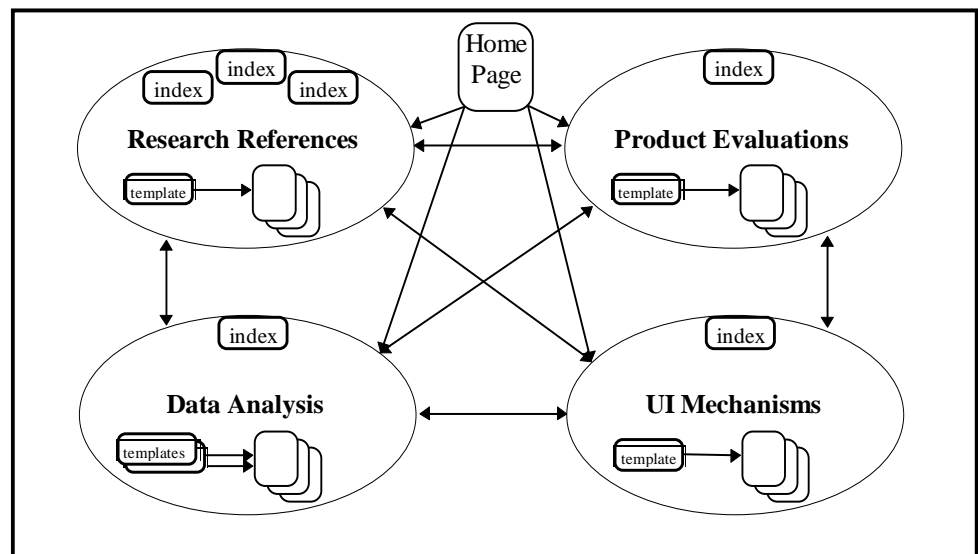 Home
Page
index
index
index
Research References
template
index
Product Evaluations
template
index
Data Analysis
templates
index
UI Mechanisms
template